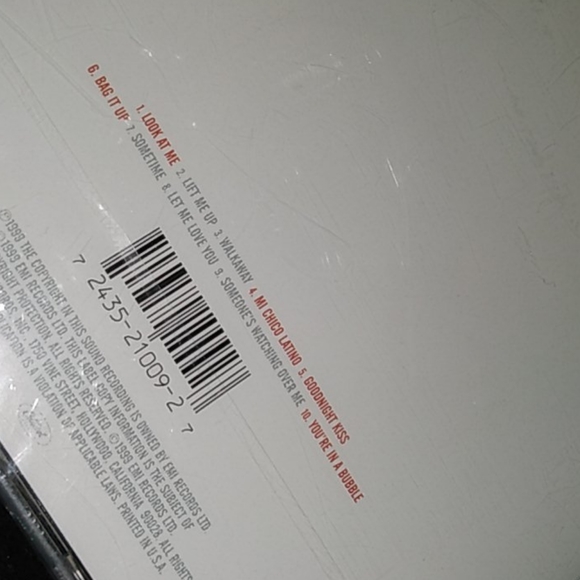 1. LOOK AT ME 2. LIFT ME UP 3. WALKAWAY 4. MI CHICO LATINO 5. GOODNIGHT KISS
6. BAG IT UP 7. SOMETIME 8. LET ME LOVE YOU 9. SOMEONE'S WATCHING OVER ME 10. YOU'RE IN A BUBBLE
7 2435-21009-2 7
℗1999 THE COPYRIGHT IN THIS SOUND RECORDING IS OWNED BY EMI RECORDS LTD.
©1999 EMI RECORDS LTD. THIS LABEL COPY INFORMATION IS THE SUBJECT OF
COPYRIGHT PROTECTION. ALL RIGHTS RESERVED. ©1999 EMI RECORDS LTD.
INC., 1750 VINE STREET, HOLLYWOOD, CALIFORNIA 90028. ALL RIGHTS
IS A VIOLATION OF APPLICABLE LAWS. PRINTED IN U.S.A.